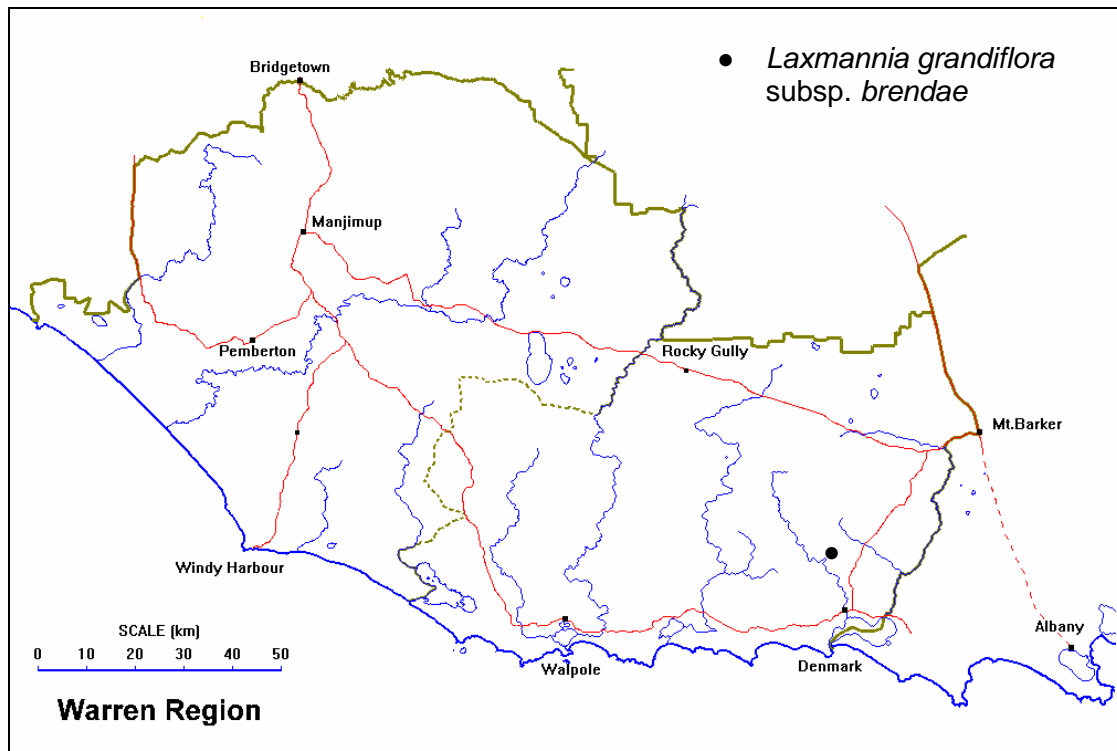 ● Laxmannia grandiflora
subsp. brendae
Bridgetown
Manjimup
Pemberton
Rocky Gully
Mt.Barker
Windy Harbour
SCALE (km)
0 10 20 30 40 50
Walpole
Denmark
Albany
Warren Region